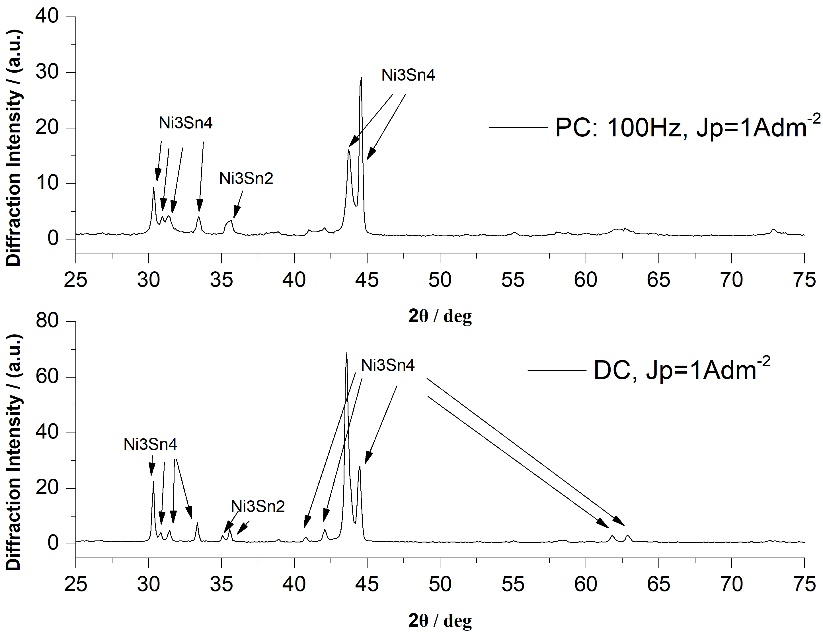 40
30
20
10
0
Diffraction Intensity / (a.u.)
Ni3Sn4
Ni3Sn4
Ni3Sn2
PC: 100Hz, Jp=1Adm-2
25 30 35 40 45 50 55 60 65 70 75
2θ / deg
80
60
40
20
0
Diffraction Intensity / (a.u.)
Ni3Sn4
DC, Jp=1Adm-2
Ni3Sn4
Ni3Sn2
25 30 35 40 45 50 55 60 65 70 75
2θ / deg